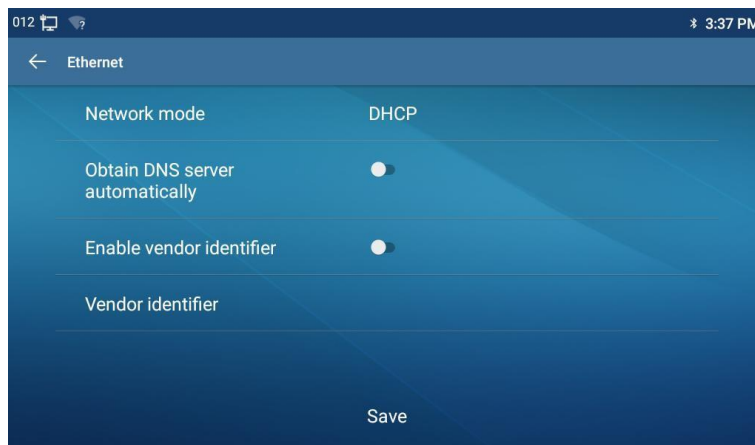 012 3:37 PM
Ethernet
Network mode DHCP
Obtain DNS server
automatically
Enable vendor identifier
Vendor identifier
Save